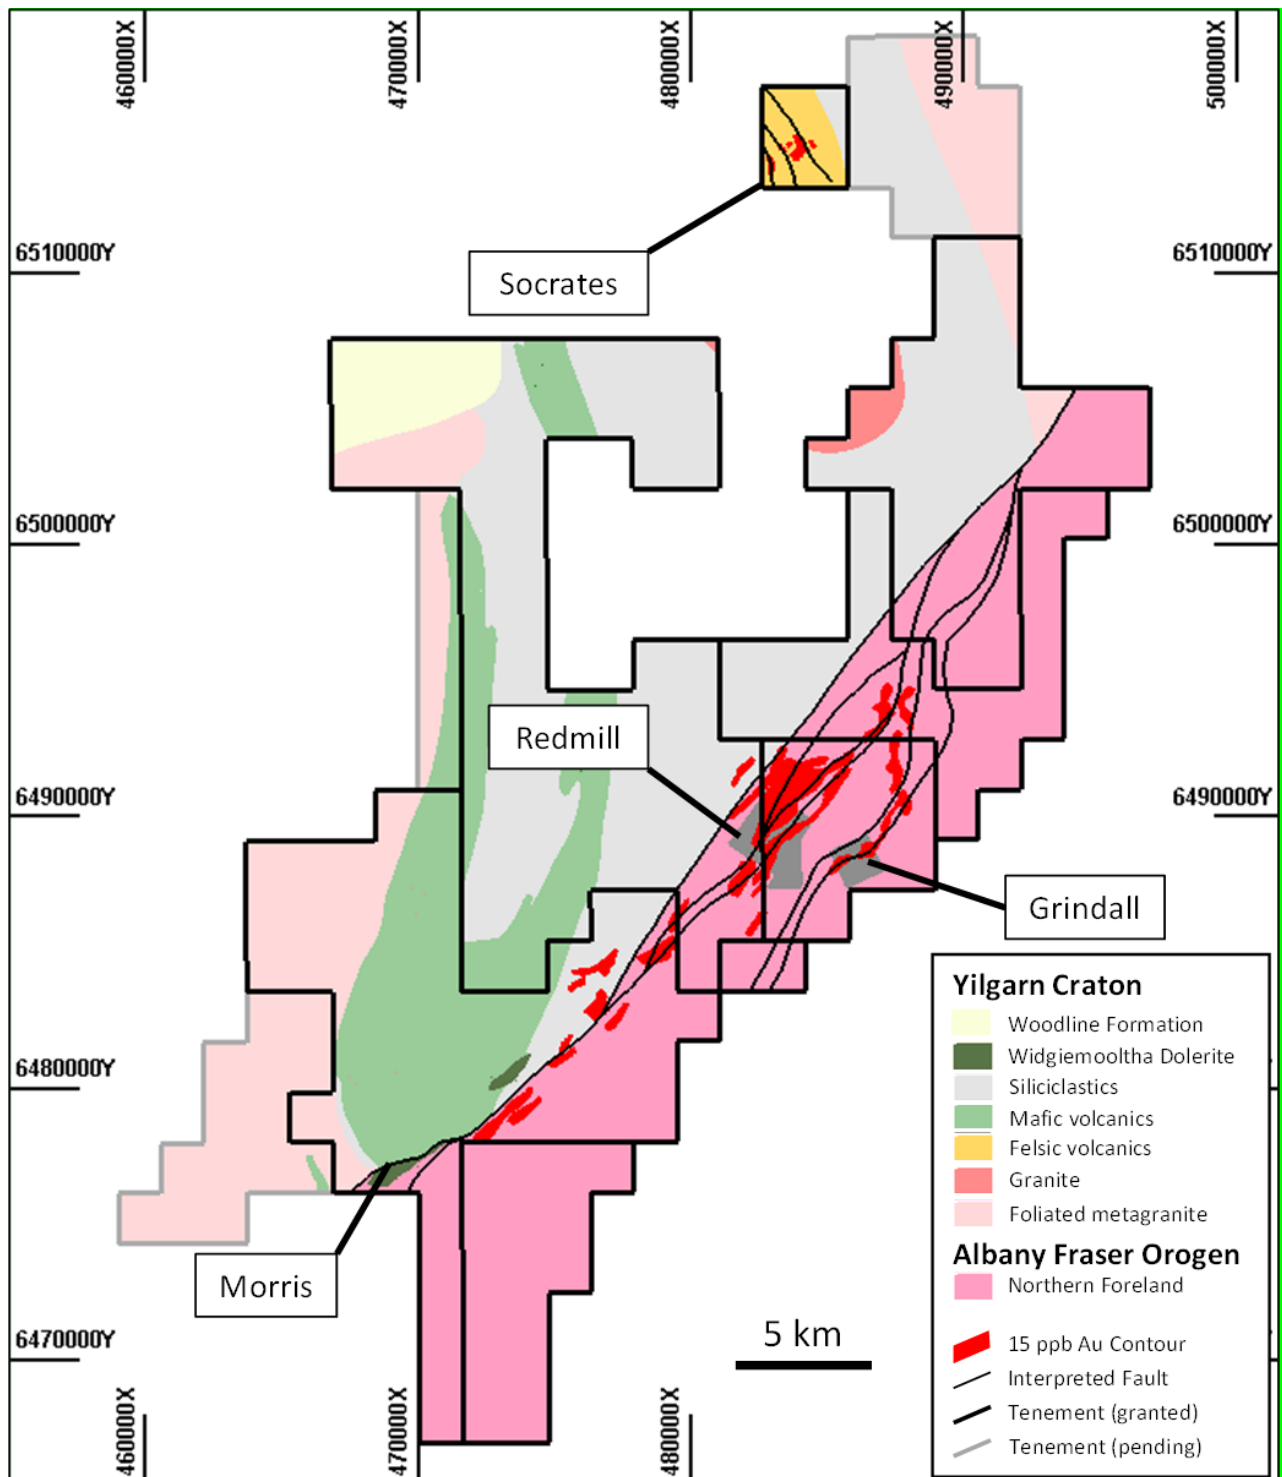 460000X
470000X
480000X
490000X
500000X
6510000Y
6510000Y
Socrates
6500000Y
6500000Y
Redmill
6490000Y
6490000Y
Grindall
Yilgarn Craton
Woodline Formation
Widgiemooltha Dolerite
6480000Y
Siliciclastics
Mafic volcanics
Felsic volcanics
Granite
Foliated metagranite
Albany Fraser Orogen
Morris
Northern Foreland
6470000Y
5 km
15 ppb Au Contour
Interpreted Fault
Tenement (granted)
Tenement (pending)
460000X
470000X
480000X